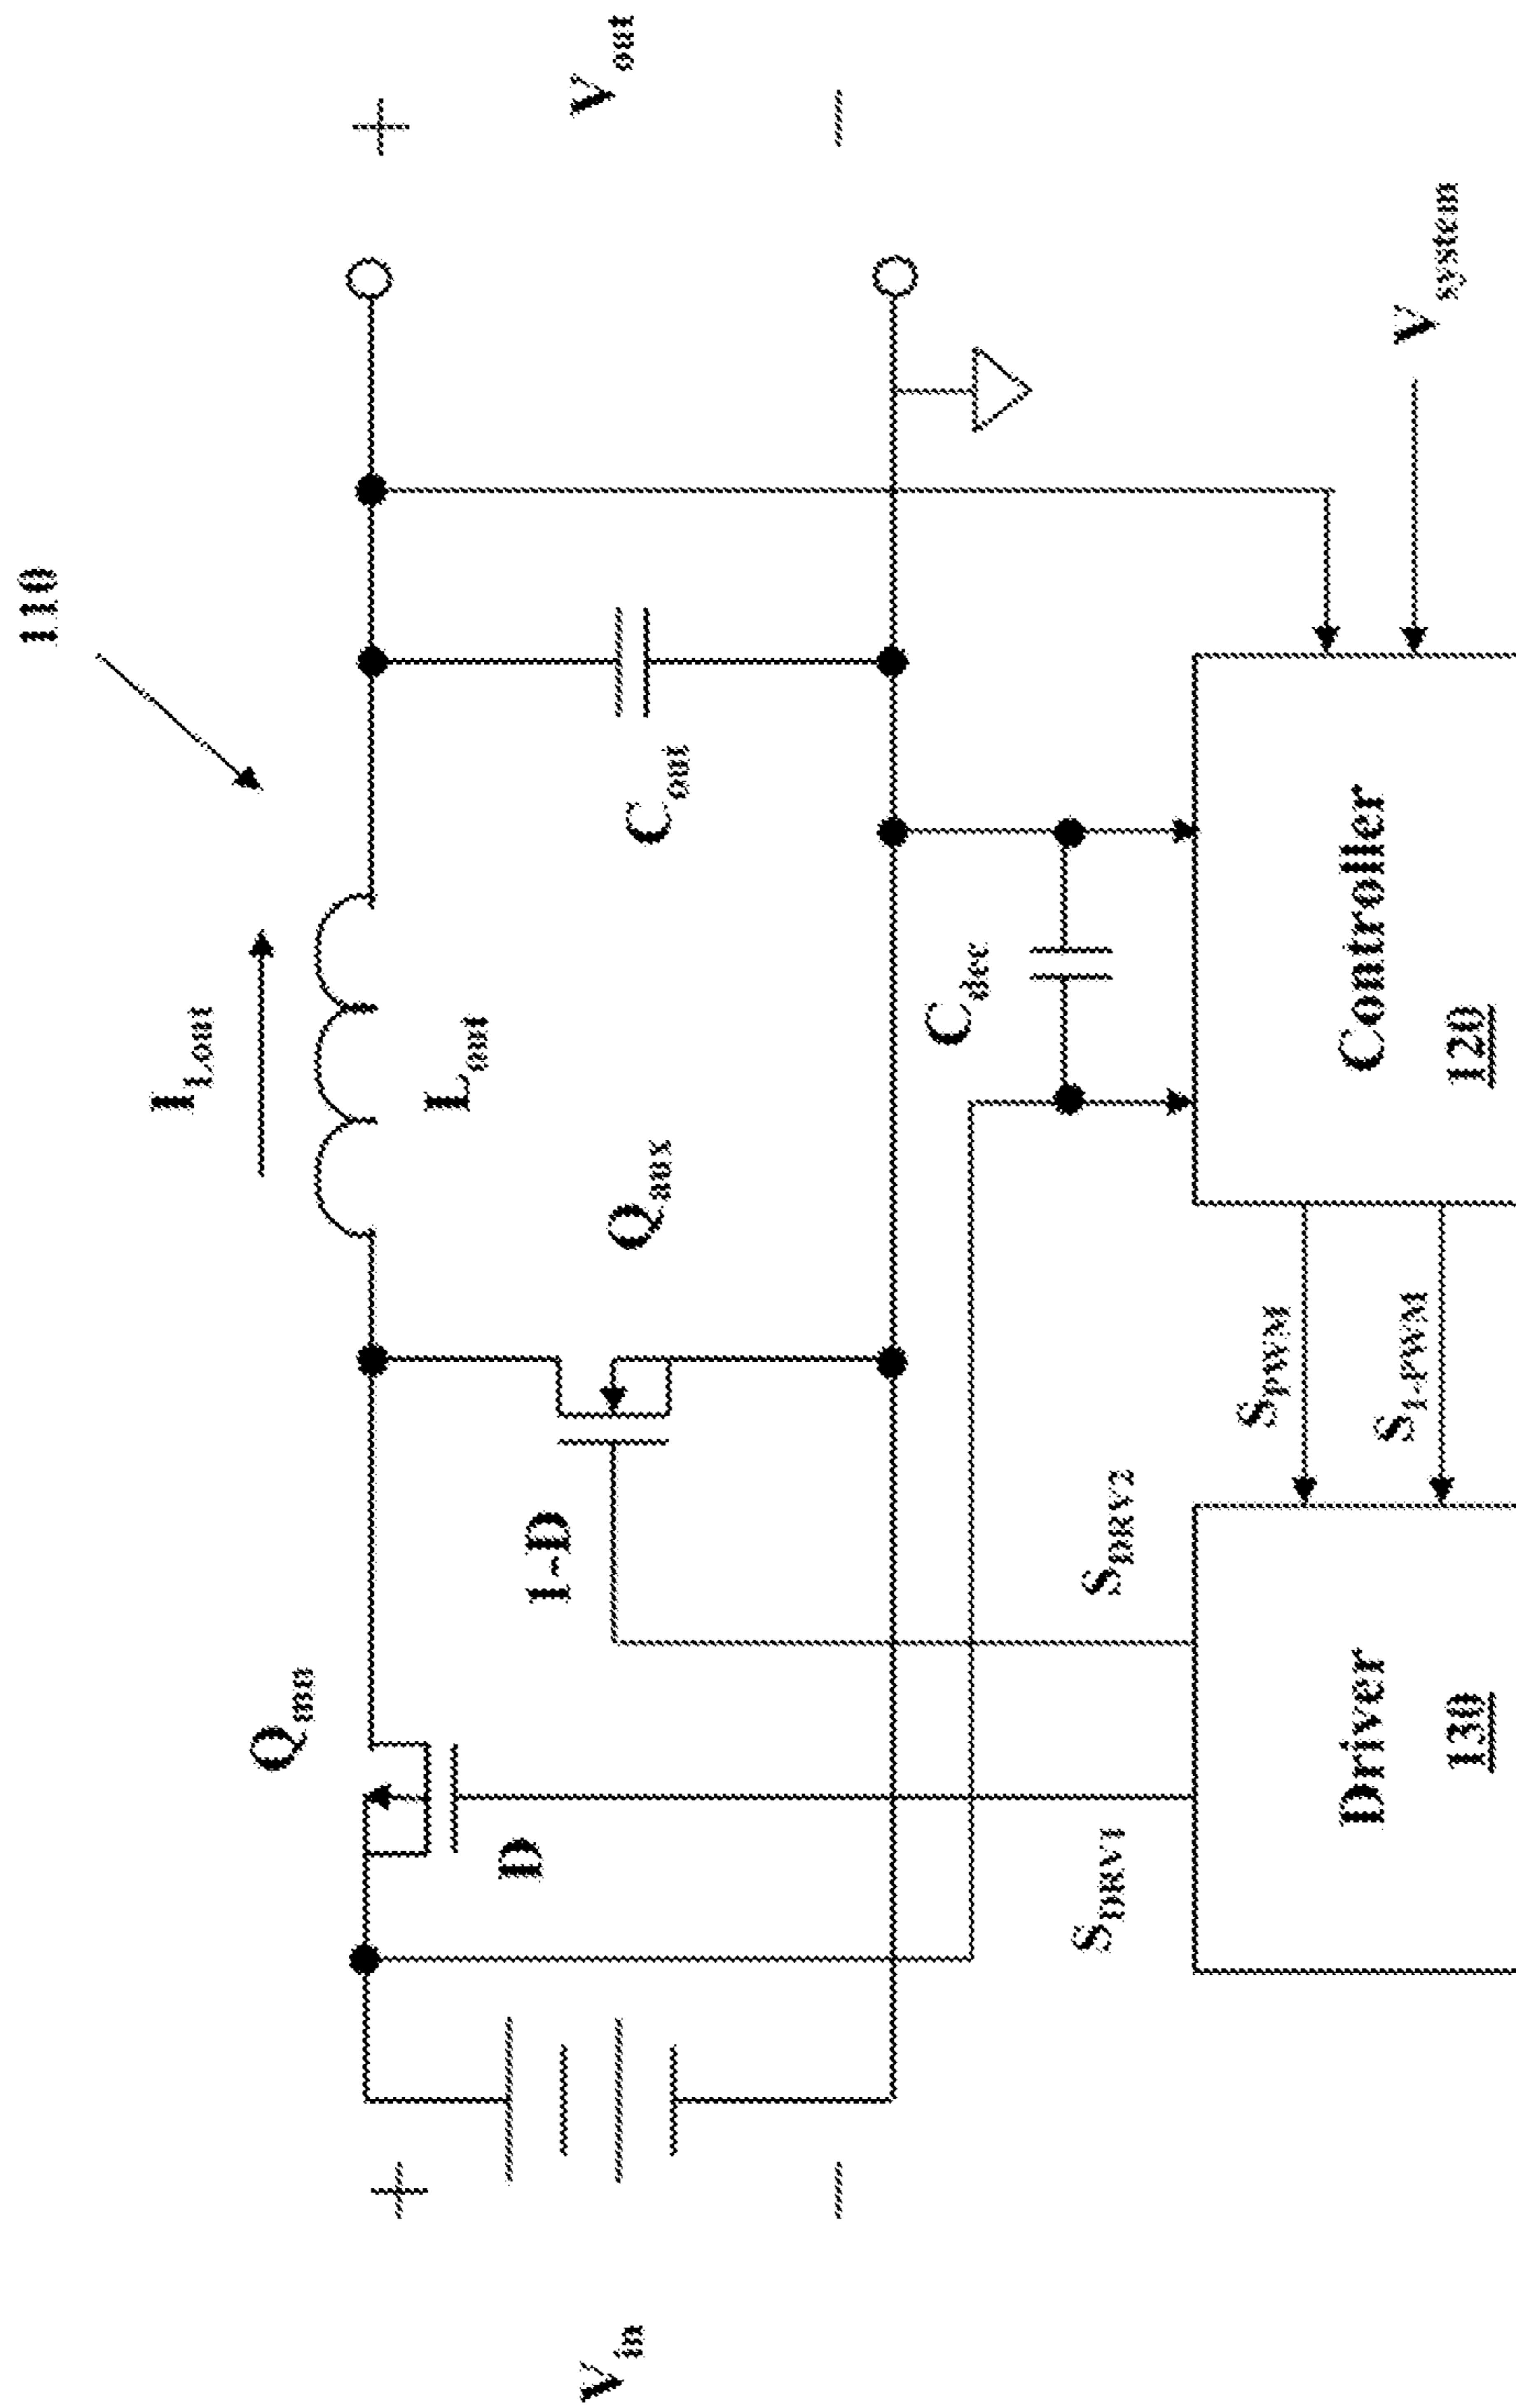 110
I_Lout
L_out
Q_mn
D
1-D
Q_aux
C_out
+
V_in
−
+
V_out
−
C_dec
S_DRV1
S_DRV2
S_PWM
S_1-PWM
V_system
Driver
130
Controller
120